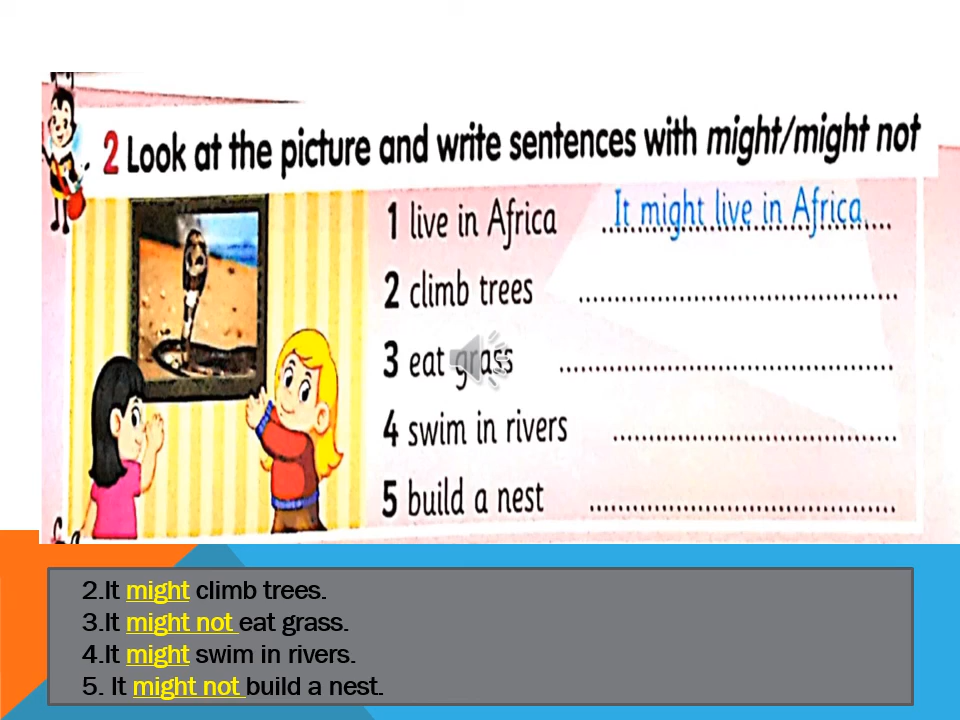 2 Look at the picture and write sentences with might/might not
1 live in Africa It might live in Africa.
2 climb trees
3 eat grass
4 swim in rivers
5 build a nest
2.It might climb trees.
3.It might not eat grass.
4.It might swim in rivers.
5. It might not build a nest.